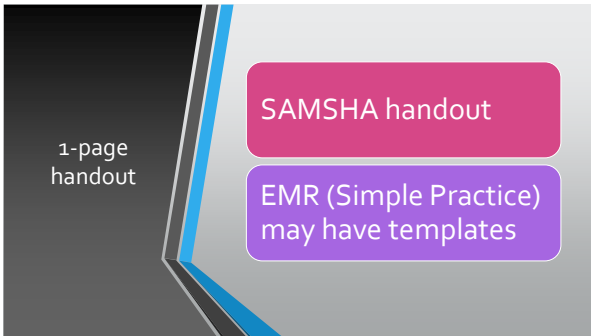 1-page
handout
SAMSHA handout
EMR (Simple Practice)
may have templates